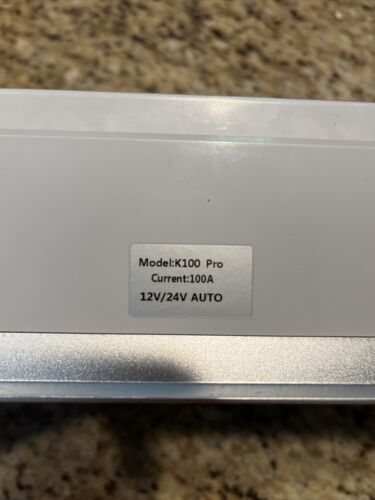 Model:K100 Pro
Current:100A
12V/24V AUTO